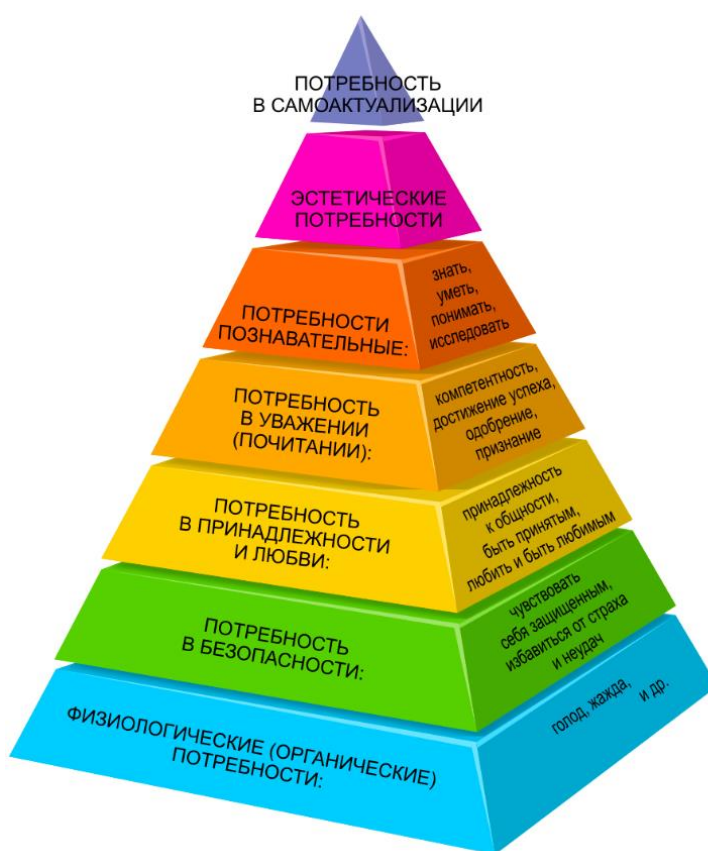 ПОТРЕБНОСТЬ
В САМОАКТУАЛИЗАЦИИ
ЭСТЕТИЧЕСКИЕ
ПОТРЕБНОСТИ
ПОТРЕБНОСТИ
ПОЗНАВАТЕЛЬНЫЕ:
знать,
уметь,
понимать,
исследовать
ПОТРЕБНОСТЬ
В УВАЖЕНИИ
(ПОЧИТАНИИ):
компетентность,
достижение успеха,
одобрение,
признание
ПОТРЕБНОСТЬ
В ПРИНАДЛЕЖНОСТИ
И ЛЮБВИ:
принадлежность
к общности,
быть принятым,
любить и быть любимым
ПОТРЕБНОСТЬ
В БЕЗОПАСНОСТИ:
чувствовать
себя защищенным,
избавиться от страха
и неудач
ФИЗИОЛОГИЧЕСКИЕ (ОРГАНИЧЕСКИЕ)
ПОТРЕБНОСТИ:
голод, жажда,
и др.